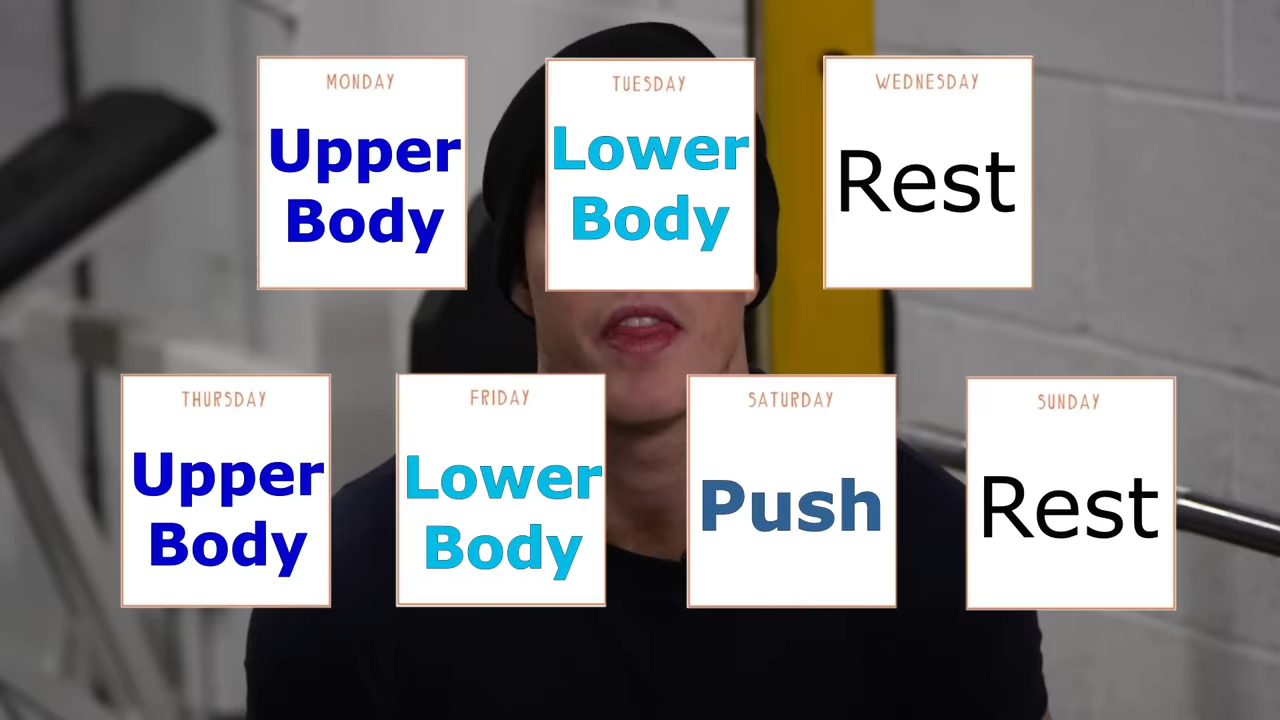 MONDAY
Upper
Body
TUESDAY
Lower
Body
WEDNESDAY
Rest
THURSDAY
Upper
Body
FRIDAY
Lower
Body
SATURDAY
Push
SUNDAY
Rest